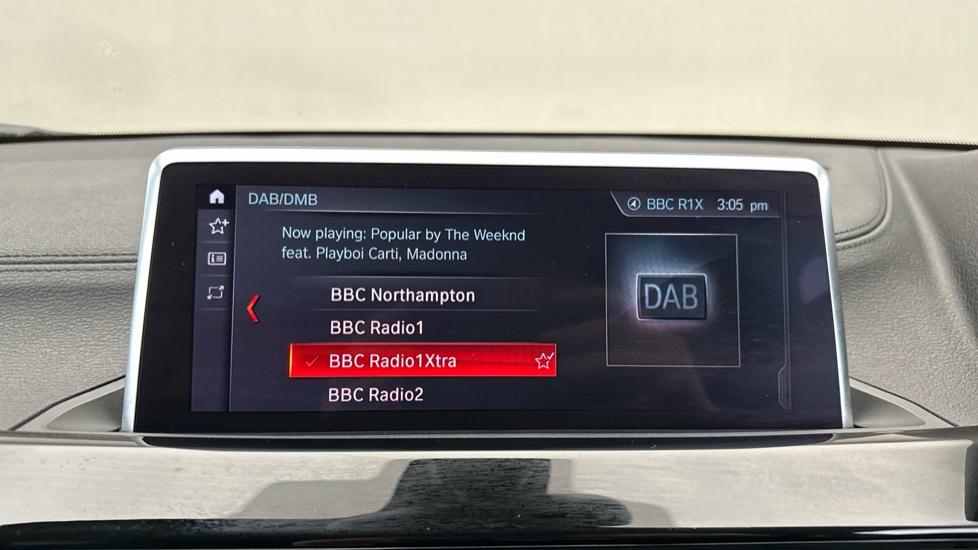 DAB/DMB
BBC R1X 3:05 pm
Now playing: Popular by The Weeknd
feat. Playboi Carti, Madonna
BBC Northampton
BBC Radio1
BBC Radio1Xtra
BBC Radio2
DAB